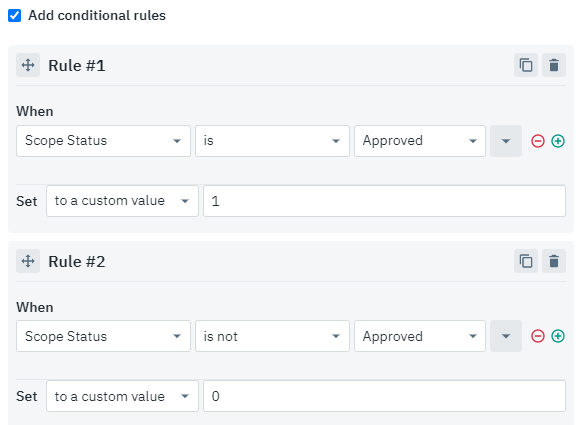 Add conditional rules
Rule #1
When
Scope Status is Approved
Set to a custom value 1
Rule #2
When
Scope Status is not Approved
Set to a custom value 0